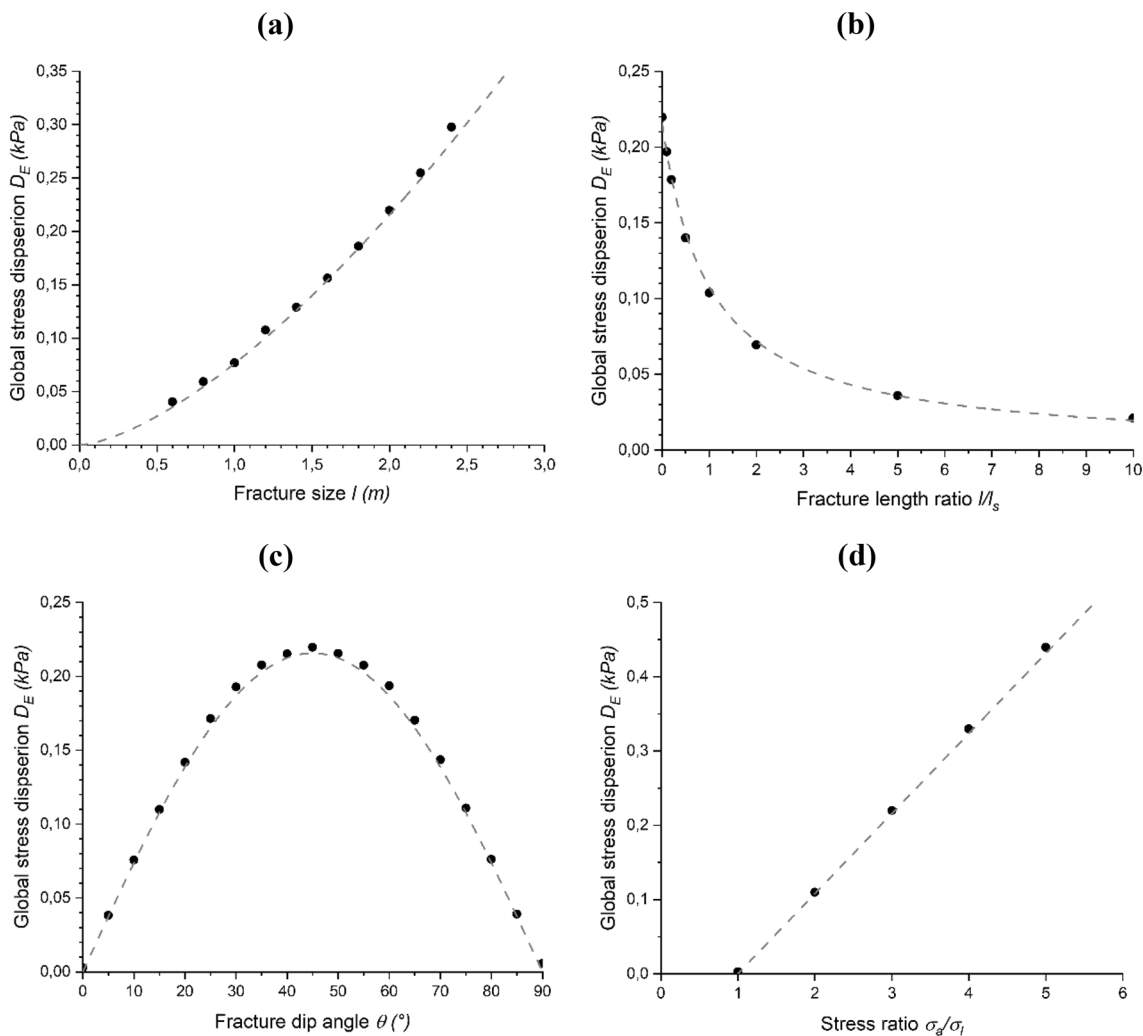 (a)
0,35
0,30
0,25
0,20
0,15
0,10
0,05
0,00
Global stress dispserion D_E (kPa)
0,0 0,5 1,0 1,5 2,0 2,5 3,0
Fracture size l (m)
(b)
0,25
0,20
0,15
0,10
0,05
0,00
Global stress dispserion D_E (kPa)
0 1 2 3 4 5 6 7 8 9 10
Fracture length ratio l/l_s
(c)
0,25
0,20
0,15
0,10
0,05
0,00
Global stress dispserion D_E (kPa)
0 10 20 30 40 50 60 70 80 90
Fracture dip angle θ (°)
(d)
0,5
0,4
0,3
0,2
0,1
0,0
Global stress dispserion D_E (kPa)
0 1 2 3 4 5 6
Stress ratio σ_a/σ_l